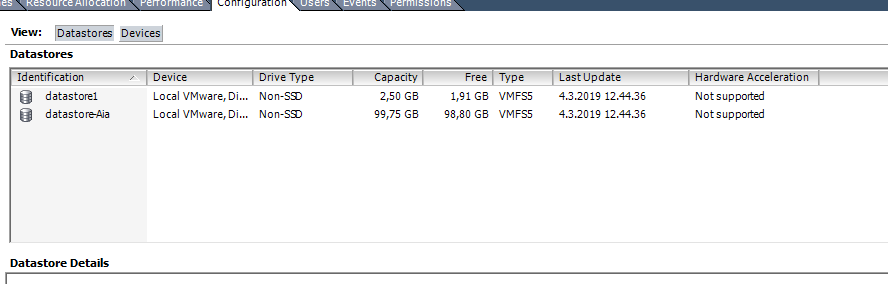 Resource Allocation Performance Configuration Users Events Permissions
View: Datastores Devices
Datastores
Identification Device Drive Type Capacity Free Type Last Update Hardware Acceleration
datastore1 Local VMware, Di... Non-SSD 2,50 GB 1,91 GB VMFS5 4.3.2019 12.44.36 Not supported
datastore-Aia Local VMware, Di... Non-SSD 99,75 GB 98,80 GB VMFS5 4.3.2019 12.44.36 Not supported
Datastore Details